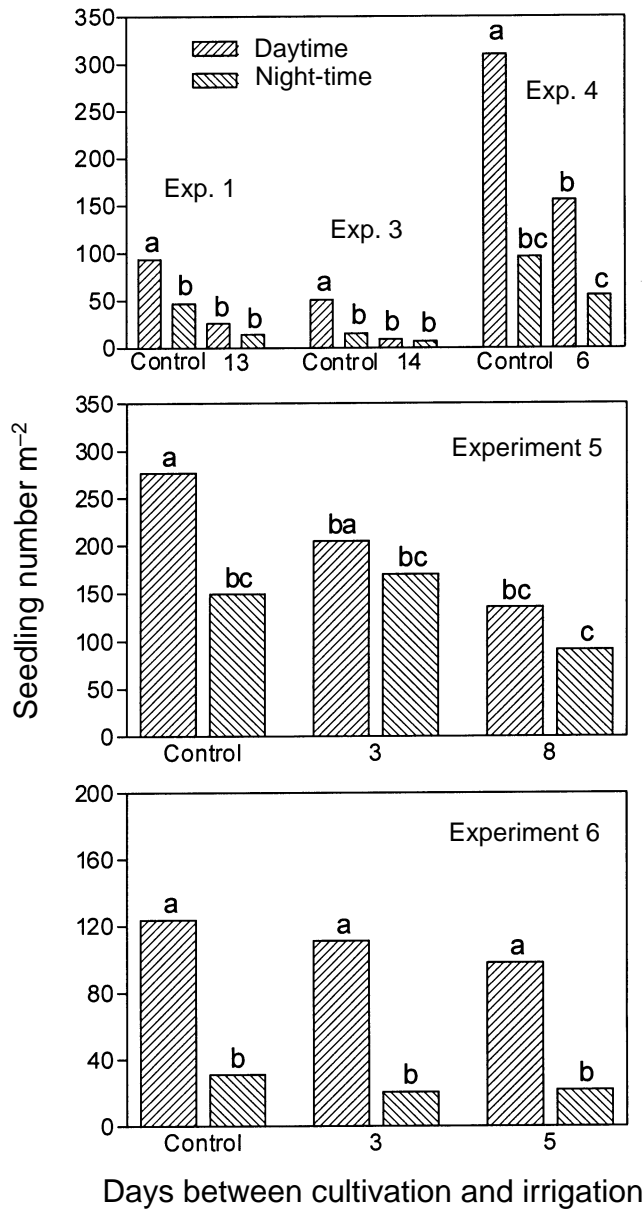 350
300
250
200
150
100
50
0
Daytime
Night-time
Exp. 1
Exp. 3
Exp. 4
a
b
b
b
a
b
b
b
a
bc
b
c
Control 13
Control 14
Control 6
Seedling number m⁻²
350
300
250
200
150
100
50
0
Experiment 5
a
bc
ba
bc
bc
c
Control 3 8
200
160
120
80
40
0
Experiment 6
a
b
a
b
a
b
Control 3 5
Days between cultivation and irrigation